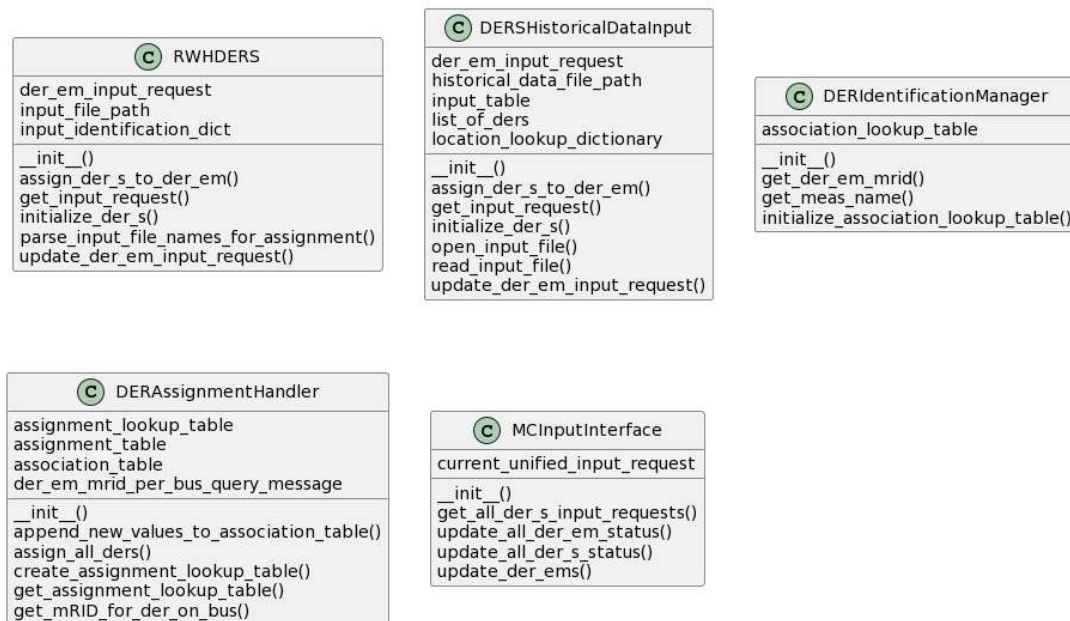 C RWHDERS
der_em_input_request
input_file_path
input_identification_dict
__init__()
assign_der_s_to_der_em()
get_input_request()
initialize_der_s()
parse_input_file_names_for_assignment()
update_der_em_input_request()
C DERSHistoricalDataInput
der_em_input_request
historical_data_file_path
input_table
list_of_ders
location_lookup_dictionary
__init__()
assign_der_s_to_der_em()
get_input_request()
initialize_der_s()
open_input_file()
read_input_file()
update_der_em_input_request()
C DERIdentificationManager
association_lookup_table
__init__()
get_der_em_mrid()
get_meas_name()
initialize_association_lookup_table()
C DERAssignmentHandler
assignment_lookup_table
assignment_table
association_table
der_em_mrid_per_bus_query_message
__init__()
append_new_values_to_association_table()
assign_all_ders()
create_assignment_lookup_table()
get_assignment_lookup_table()
get_mRID_for_der_on_bus()
C MCInputInterface
current_unified_input_request
__init__()
get_all_der_s_input_requests()
update_all_der_em_status()
update_all_der_s_status()
update_der_ems()